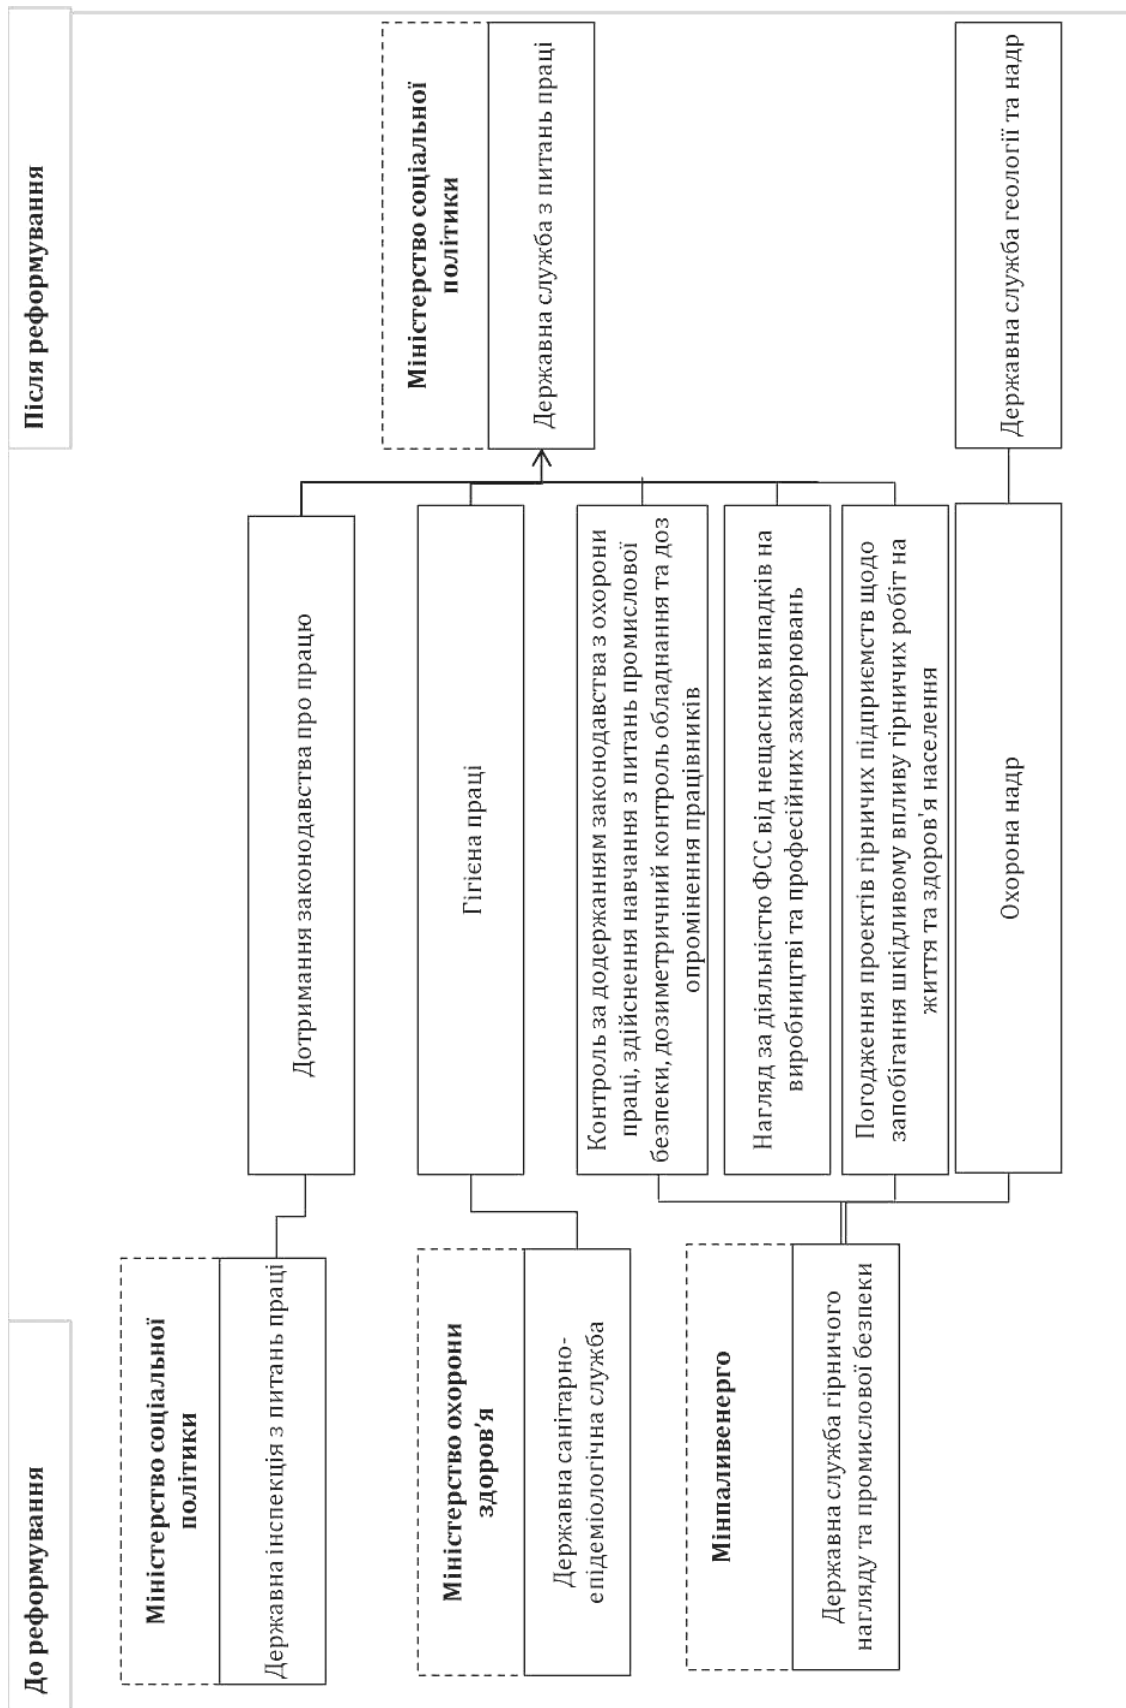 До реформування
Після реформування
Міністерство соціальної
політики
Державна інспекція з питань праці
Міністерство охорони
здоров'я
Державна санітарно-
епідеміологічна служба
Мінпаливенерго
Державна служба гірничого
нагляду та промислової безпеки
Дотримання законодавства про працю
Гігієна праці
Контроль за додержанням законодавства з охорони
праці, здійснення навчання з питань промислової
безпеки, дозиметричний контроль обладнання та доз
опромінення працівників
Нагляд за діяльністю ФСС від нещасних випадків на
виробництві та професійних захворювань
Погодження проектів гірничих підприємств щодо
запобігання шкідливому впливу гірничих робіт на
життя та здоров'я населення
Охорона надр
Міністерство соціальної
політики
Державна служба з питань праці
Державна служба геології та надр